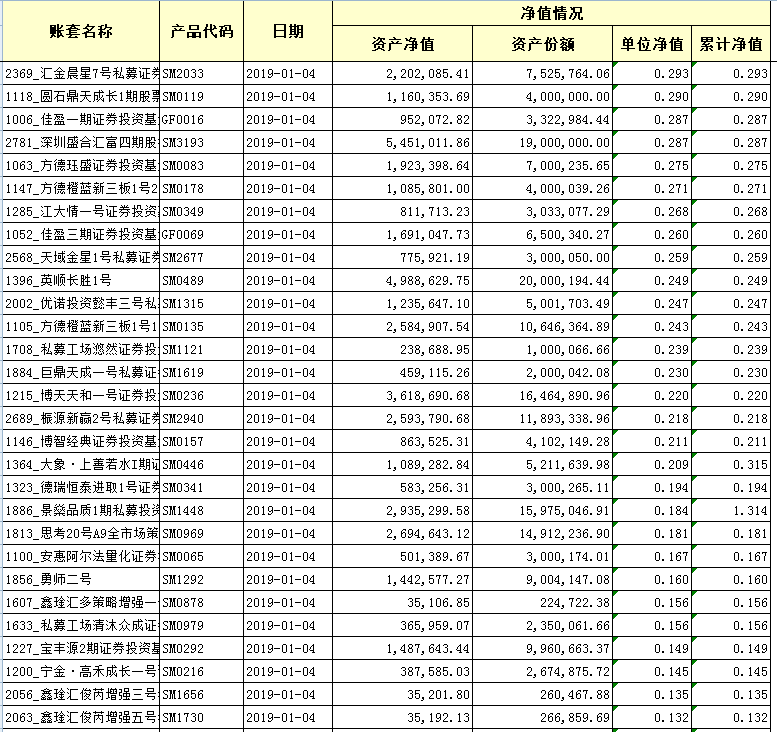 净值情况
账套名称 产品代码 日期 资产净值 资产份额 单位净值 累计净值
2369_汇金晨星7号私募证券 SM2033 2019-01-04 2,202,085.41 7,525,764.06 0.293 0.293
1118_圆石鼎天成长1期股票 SM0119 2019-01-04 1,160,353.69 4,000,000.00 0.290 0.290
1006_佳盈一期证券投资基 GF0016 2019-01-04 952,072.82 3,322,984.44 0.287 0.287
2781_深圳盛合汇富四期股 SM3193 2019-01-04 5,451,011.86 19,000,000.00 0.287 0.287
1063_方德珏盛证券投资基 SM0083 2019-01-04 1,923,398.64 7,000,235.65 0.275 0.275
1147_方德橙蓝新三板1号2 SM0178 2019-01-04 1,085,801.00 4,000,039.26 0.271 0.271
1285_江大情一号证券投资 SM0349 2019-01-04 811,713.23 3,033,077.29 0.268 0.268
1052_佳盈三期证券投资基 GF0069 2019-01-04 1,691,047.73 6,500,340.27 0.260 0.260
2568_天域金星1号私募证券 SM2677 2019-01-04 775,921.19 3,000,050.00 0.259 0.259
1396_英顺长胜1号 SM0489 2019-01-04 4,988,629.75 20,000,194.44 0.249 0.249
2002_优诺投资懿丰三号私 SM1315 2019-01-04 1,235,647.10 5,001,703.49 0.247 0.247
1105_方德橙蓝新三板1号1 SM0135 2019-01-04 2,584,907.54 10,646,364.89 0.243 0.243
1708_私募工场悠然证券投 SM1121 2019-01-04 238,688.95 1,000,066.66 0.239 0.239
1884_巨鼎天成一号私募证 SM1619 2019-01-04 459,115.26 2,000,042.08 0.230 0.230
1215_博天天和一号证券投 SM0236 2019-01-04 3,618,690.68 16,464,890.96 0.220 0.220
2689_振源新赢2号私募证券 SM2940 2019-01-04 2,593,790.68 11,893,338.96 0.218 0.218
1146_博智经典证券投资基 SM0157 2019-01-04 863,525.31 4,102,149.28 0.211 0.211
1364_大象·上善若水I期证 SM0446 2019-01-04 1,089,282.84 5,211,639.98 0.209 0.315
1323_德瑞恒泰进取1号证券 SM0341 2019-01-04 583,256.31 3,000,265.11 0.194 0.194
1886_景燊品质1期私募投资 SM1448 2019-01-04 2,935,299.58 15,975,046.91 0.184 1.314
1813_思考20号A9全市场策 SM0969 2019-01-04 2,694,643.12 14,912,236.90 0.181 0.181
1100_安惠阿尔法量化证券 SM0065 2019-01-04 501,389.67 3,000,174.01 0.167 0.167
1856_勇师二号 SM1292 2019-01-04 1,442,577.27 9,004,147.08 0.160 0.160
1607_鑫琻汇多策略增强一 SM0878 2019-01-04 35,106.85 224,722.38 0.156 0.156
1633_私募工场清沐众成证 SM0979 2019-01-04 365,959.07 2,350,061.66 0.156 0.156
1227_宝丰源2期证券投资基 SM0292 2019-01-04 1,487,643.44 9,960,663.37 0.149 0.149
1200_宁金·高禾成长一号 SM0216 2019-01-04 387,585.03 2,674,875.72 0.145 0.145
2056_鑫琻汇俊芮增强三号 SM1656 2019-01-04 35,201.80 260,467.88 0.135 0.135
2063_鑫琻汇俊芮增强五号 SM1730 2019-01-04 35,192.13 266,859.69 0.132 0.132